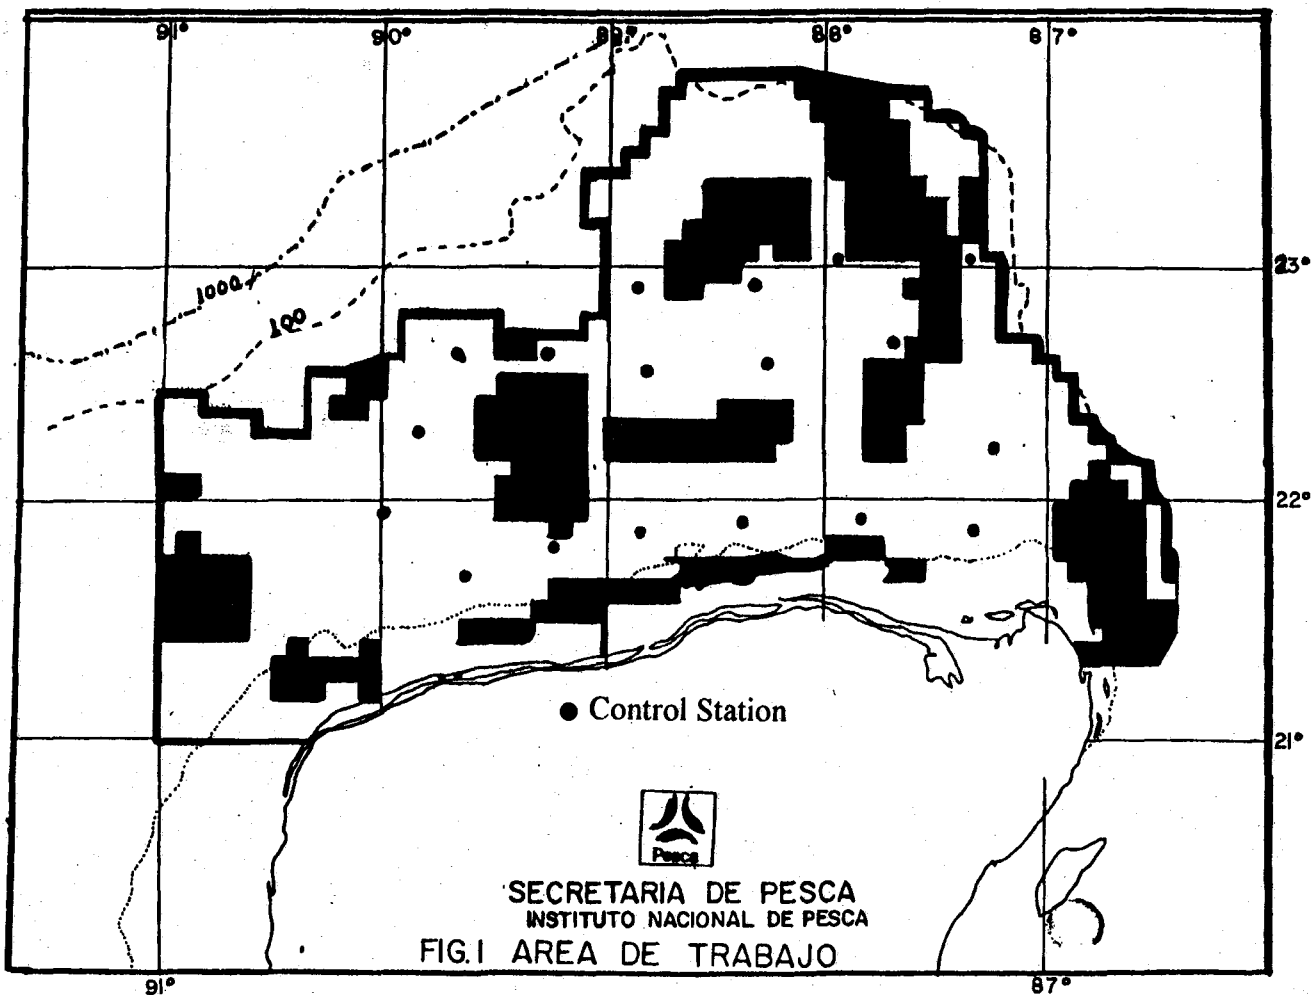 91° 90° 89° 88° 87°
23°
1000
100
22°
Control Station
21°
Pesca
SECRETARIA DE PESCA
INSTITUTO NACIONAL DE PESCA
FIG.1 AREA DE TRABAJO
91° 87°